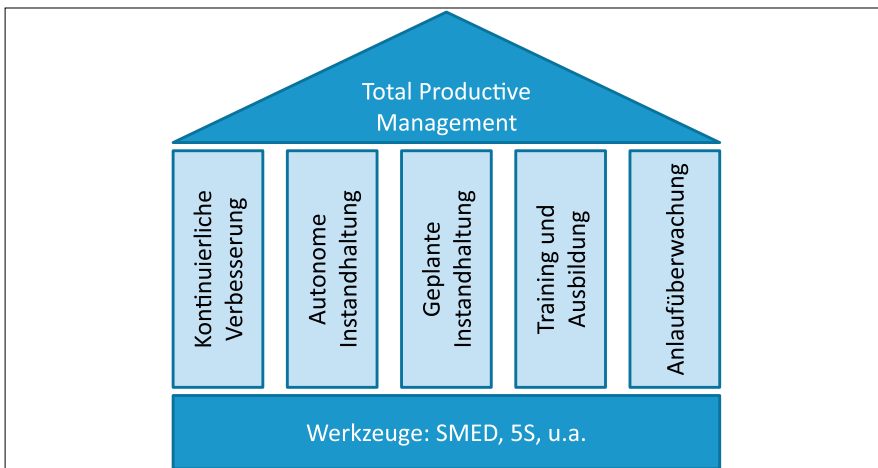 Total Productive
Management
Kontinuierliche
Verbesserung
Autonome
Instandhaltung
Geplante
Instandhaltung
Training und
Ausbildung
Anlaufüberwachung
Werkzeuge: SMED, 5S, u.a.